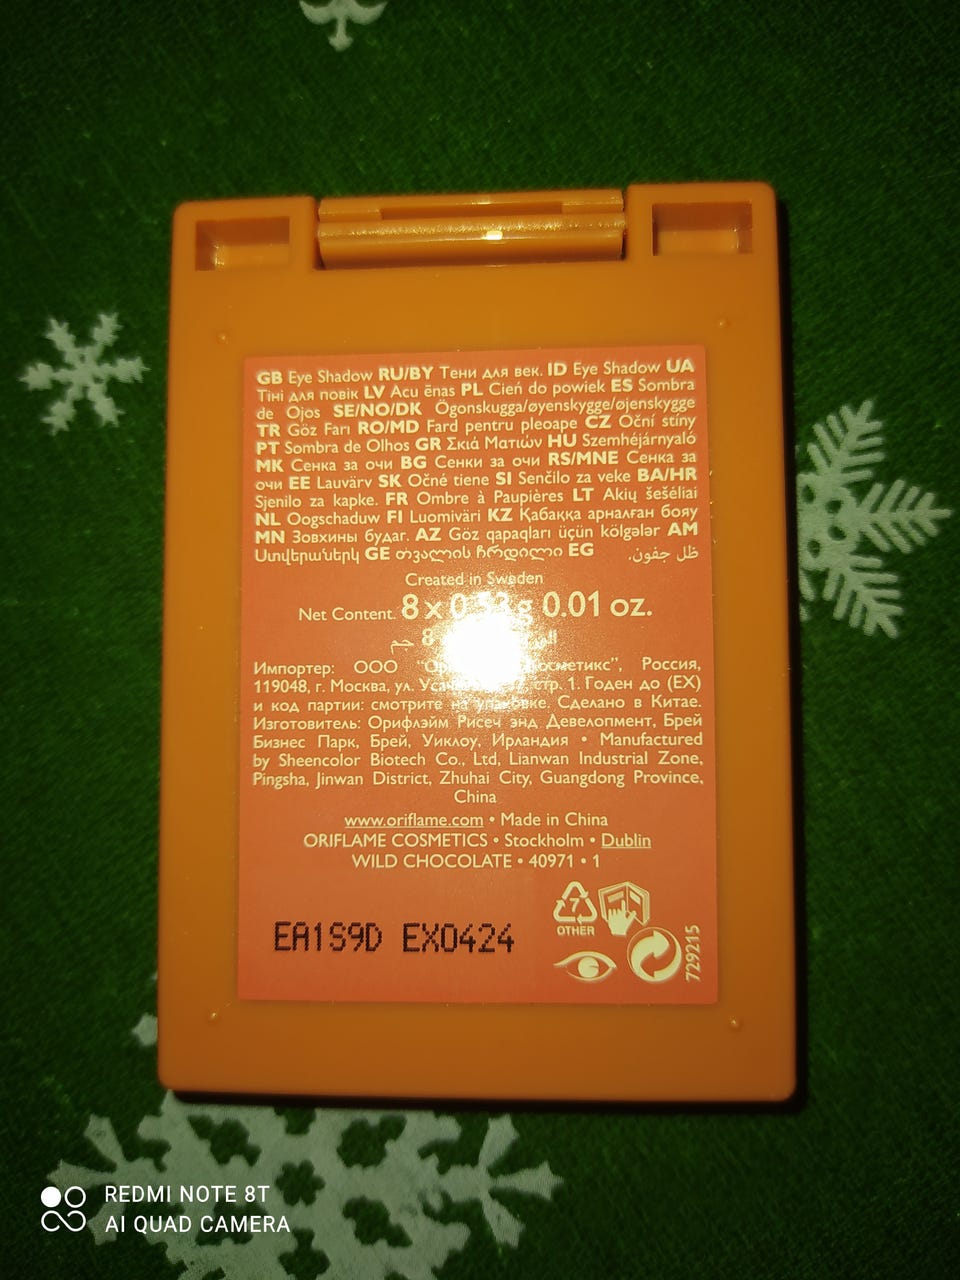 GB Eye Shadow RU/BY Тени для век. ID Eye Shadow UA
Тіні для повік LV Acu ēnas PL Cień do powiek ES Sombra
de Ojos SE/NO/DK Ögonskugga/øyenskygge/øjenskygge
TR Göz Farı RO/MD Fard pentru pleoape CZ Oční stíny
PT Sombra de Olhos GR Σκιά Ματιών HU Szemhéjárnyaló
MK Сенка за очи BG Сенки за очи RS/MNE Сенка за
очи EE Lauvärv SK Očné tiene SI Senčilo za veke BA/HR
Sjenilo za kapke. FR Ombre à Paupières LT Akių šešėliai
NL Oogschaduw FI Luomiväri KZ Қабаққа арналған бояу
MN Зовхины будаг. AZ Göz qapaqları üçün kölgələr AM
Ստվերաներկ GE თვალის ჩრდილი EG ظل جفون.
Created in Sweden
Net Content. 8 x 0.01 oz.
8 جم
Импортер: ООО Россия,
119048, г. Москва, ул. стр. 1. Годен до (EX)
и код партии: смотрите на упаковке. Сделано в Китае.
Изготовитель: Орифлэйм Рисеч энд Девелопмент, Брей
Бизнес Парк, Брей, Уиклоу, Ирландия • Manufactured
by Sheencolor Biotech Co., Ltd, Lianwan Industrial Zone,
Pingsha, Jinwan District, Zhuhai City, Guangdong Province,
China
www.oriflame.com • Made in China
ORIFLAME COSMETICS • Stockholm • Dublin
WILD CHOCOLATE • 40971 • 1
7
OTHER
EA1S9D EX0424
729215
REDMI NOTE 8T
AI QUAD CAMERA